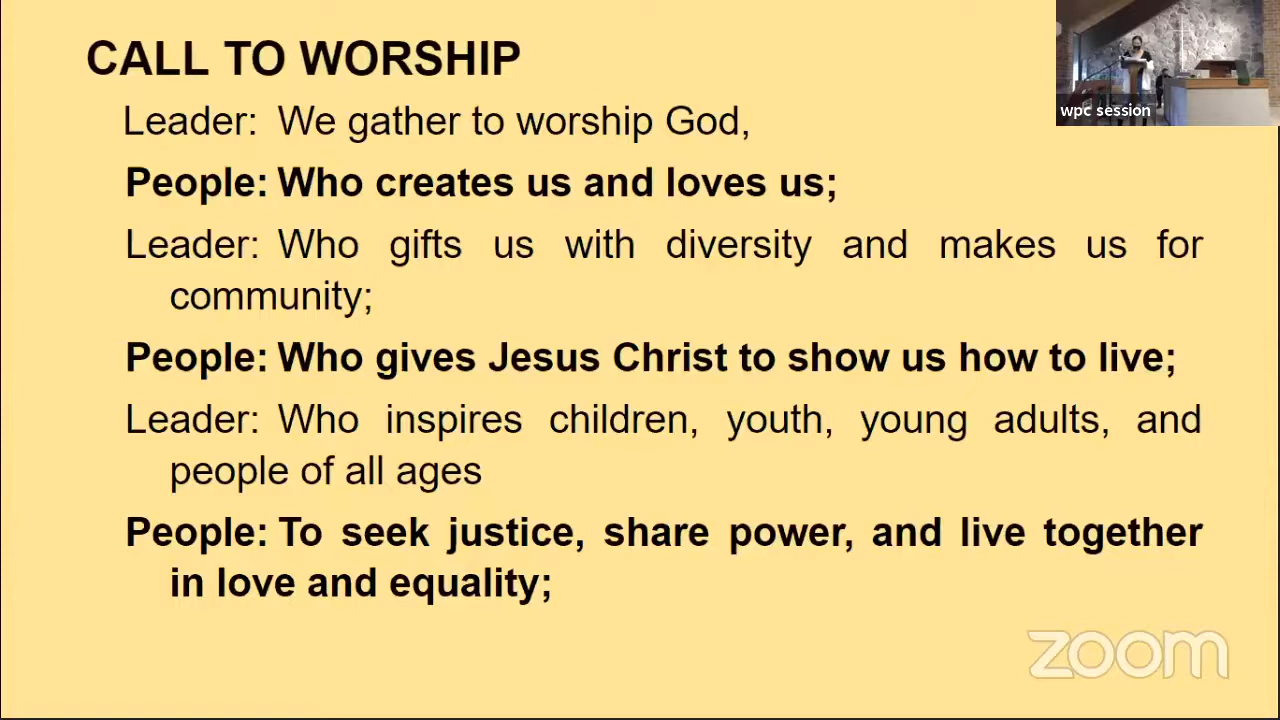 CALL TO WORSHIP
wpc session
Leader: We gather to worship God,
People: Who creates us and loves us;
Leader: Who gifts us with diversity and makes us for
community;
People: Who gives Jesus Christ to show us how to live;
Leader: Who inspires children, youth, young adults, and
people of all ages
People: To seek justice, share power, and live together
in love and equality;
zoom